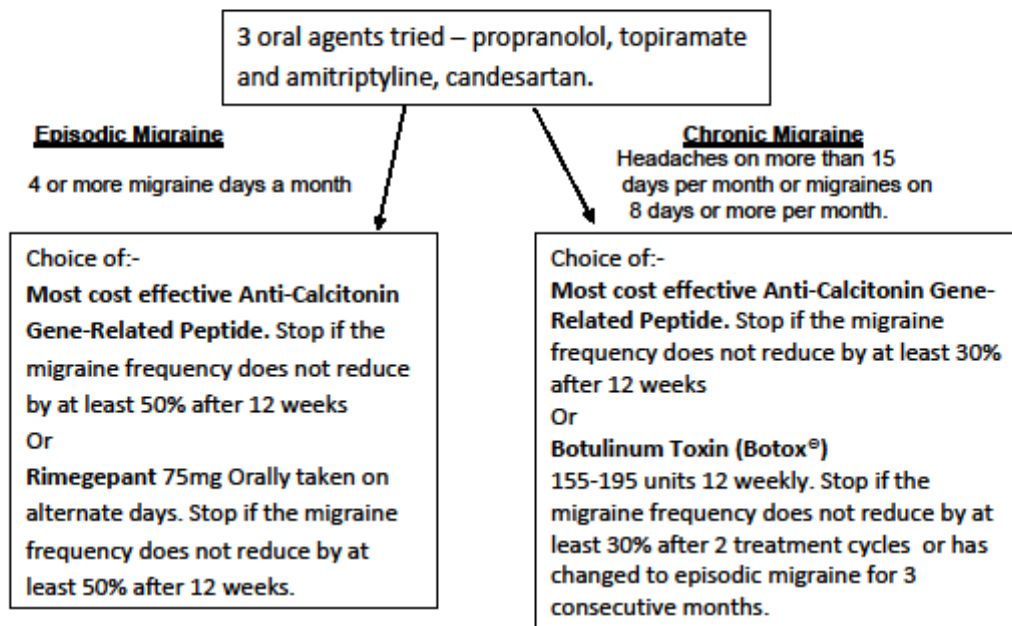 3 oral agents tried – propranolol, topiramate
and amitriptyline, candesartan.
Episodic Migraine
4 or more migraine days a month
Chronic Migraine
Headaches on more than 15
days per month or migraines on
8 days or more per month.
Choice of:-
Most cost effective Anti-Calcitonin
Gene-Related Peptide. Stop if the
migraine frequency does not reduce
by at least 50% after 12 weeks
Or
Rimegepant 75mg Orally taken on
alternate days. Stop if the migraine
frequency does not reduce by at
least 50% after 12 weeks.
Choice of:-
Most cost effective Anti-Calcitonin Gene-
Related Peptide. Stop if the migraine
frequency does not reduce by at least 30%
after 12 weeks
Or
Botulinum Toxin (Botox®)
155-195 units 12 weekly. Stop if the
migraine frequency does not reduce by at
least 30% after 2 treatment cycles or has
changed to episodic migraine for 3
consecutive months.